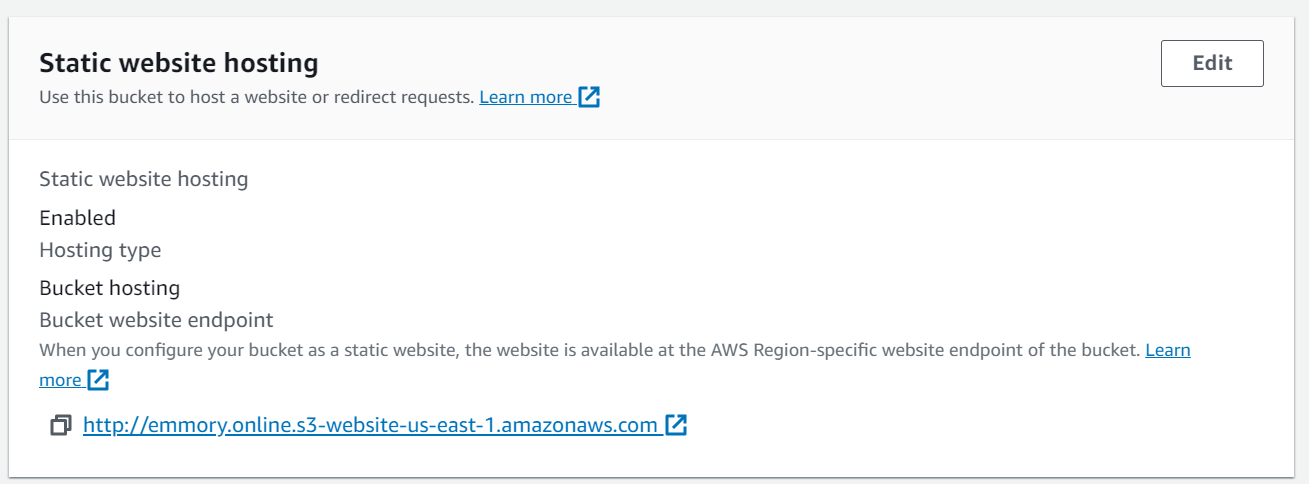 Static website hosting
Edit
Use this bucket to host a website or redirect requests. Learn more
Static website hosting
Enabled
Hosting type
Bucket hosting
Bucket website endpoint
When you configure your bucket as a static website, the website is available at the AWS Region-specific website endpoint of the bucket. Learn
more
http://emmory.online.s3-website-us-east-1.amazonaws.com